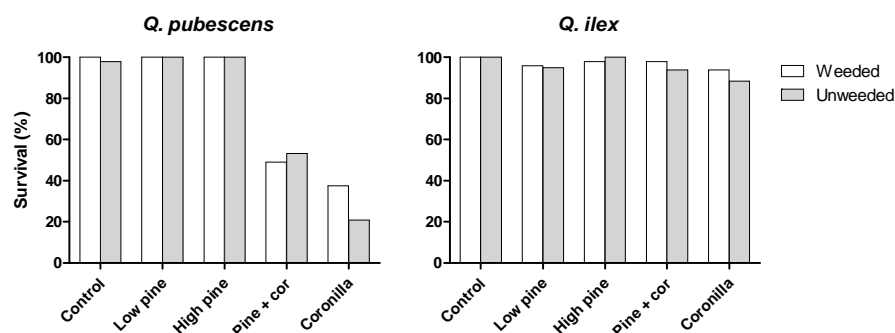 Q. pubescens
Q. ilex
Survival (%)
100
80
60
40
20
0
Control
Low pine
High pine
Pine + cor
Coronilla
100
80
60
40
20
0
Control
Low pine
High pine
Pine + cor
Coronilla
Weeded
Unweeded